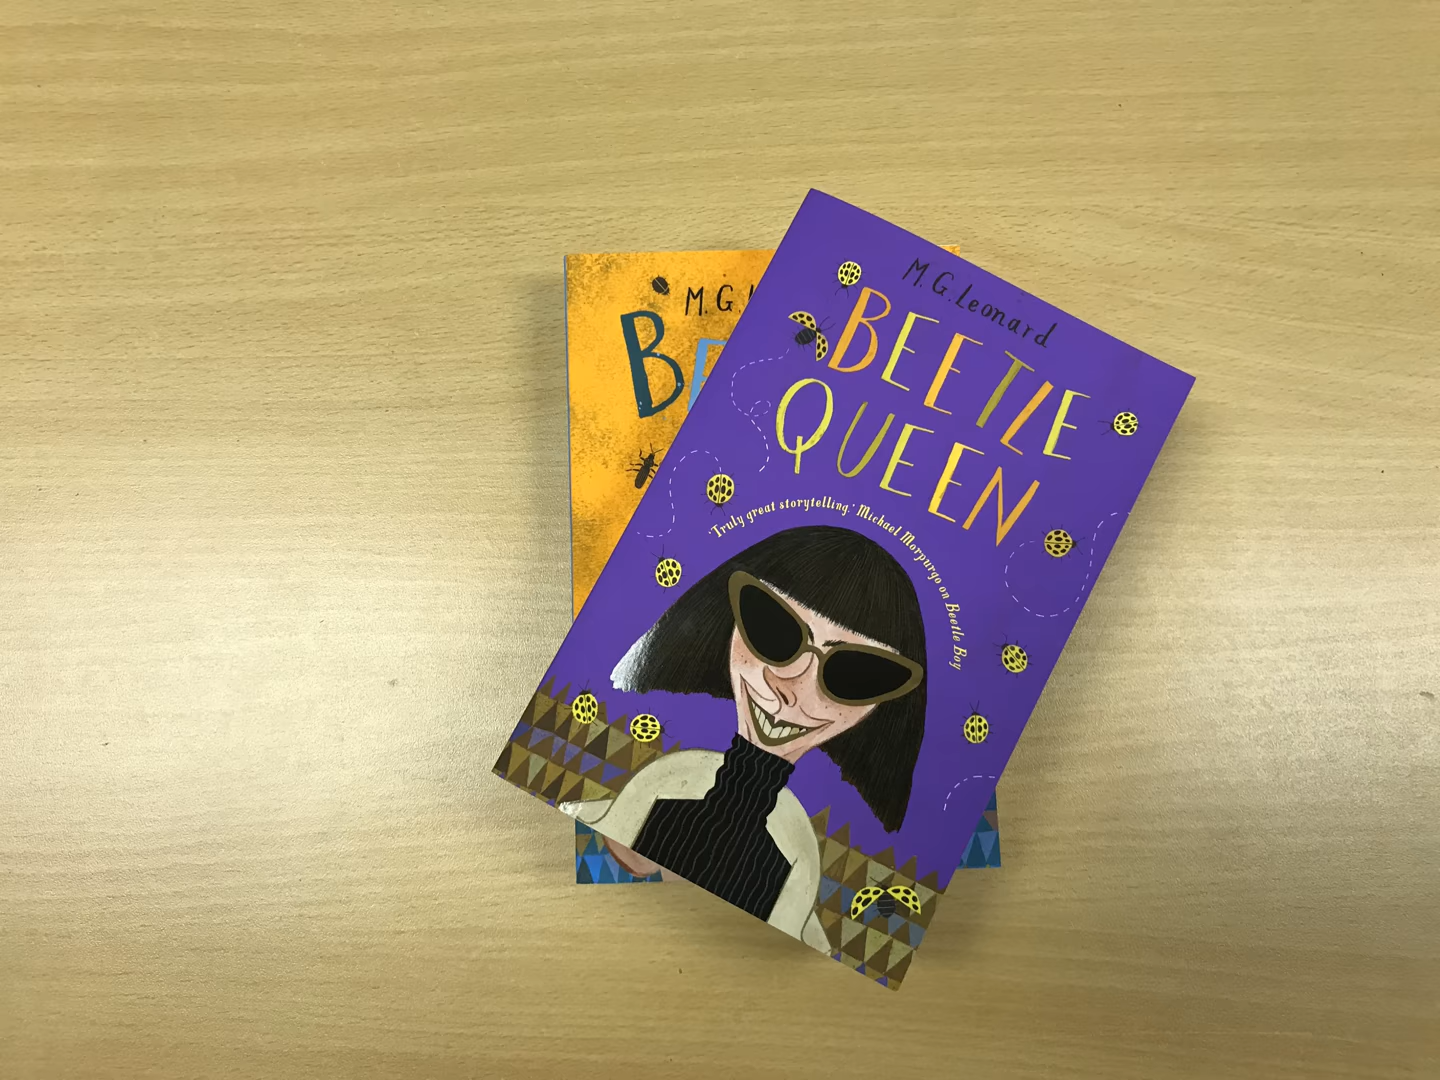 M.G.Leonard
BEETLE
QUEEN
'Truly great storytelling.' Michael Morpurgo on Beetle Boy
M.G.
B